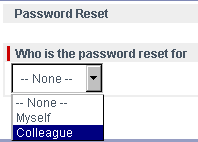 Password Reset
Who is the password reset for
-- None --
-- None --
Myself
Colleague